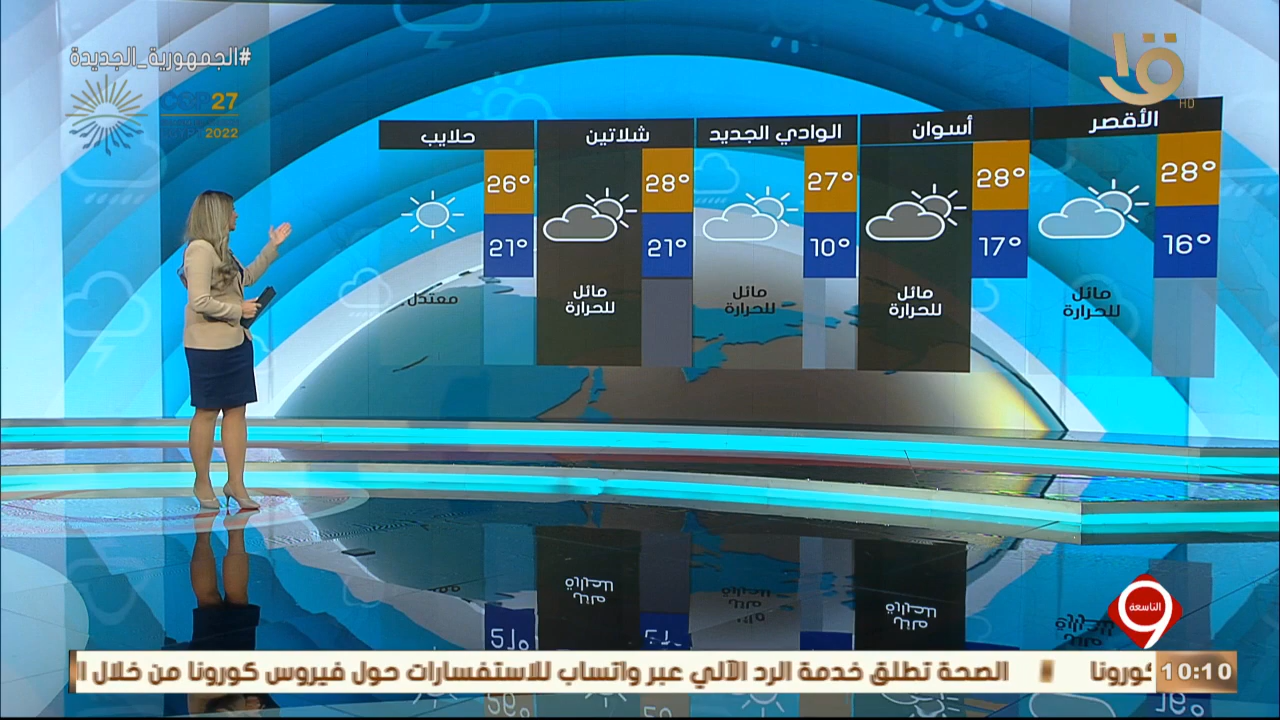 #الجمهورية_الجديدة
COP27
EGYPT 2022
HD
الأقصر
28°
16°
مائل
للحرارة
أسوان
28°
17°
مائل
للحرارة
الوادي الجديد
27°
10°
مائل
للحرارة
شلاتين
28°
21°
مائل
للحرارة
حلايب
26°
21°
معتدل
التاسعة
9
10:10
كورونا
الصحة تطلق خدمة الرد الآلي عبر واتساب للاستفسارات حول فيروس كورونا من خلال